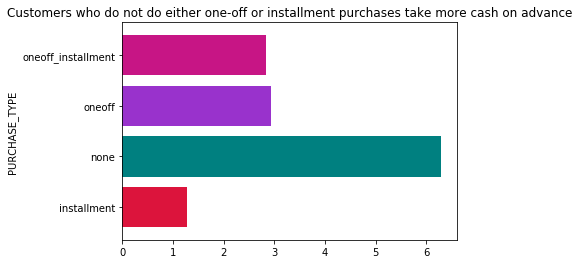 Customers who do not do either one-off or installment purchases take more cash on advance
oneoff_installment
oneoff
none
installment
PURCHASE_TYPE
0 1 2 3 4 5 6